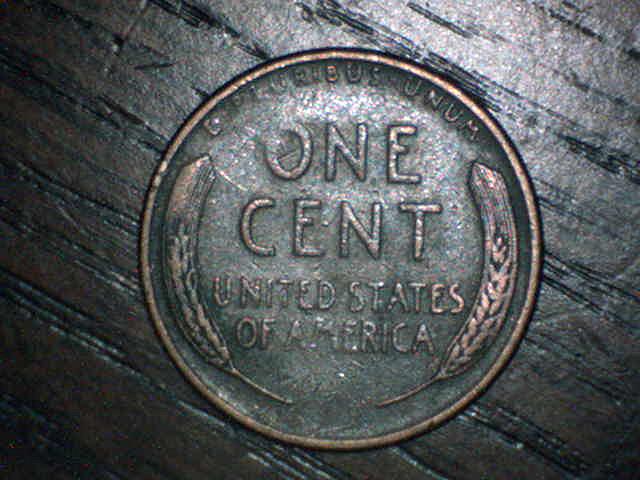 E PLURIBUS UNUM
ONE
CENT
UNITED STATES
OF AMERICA